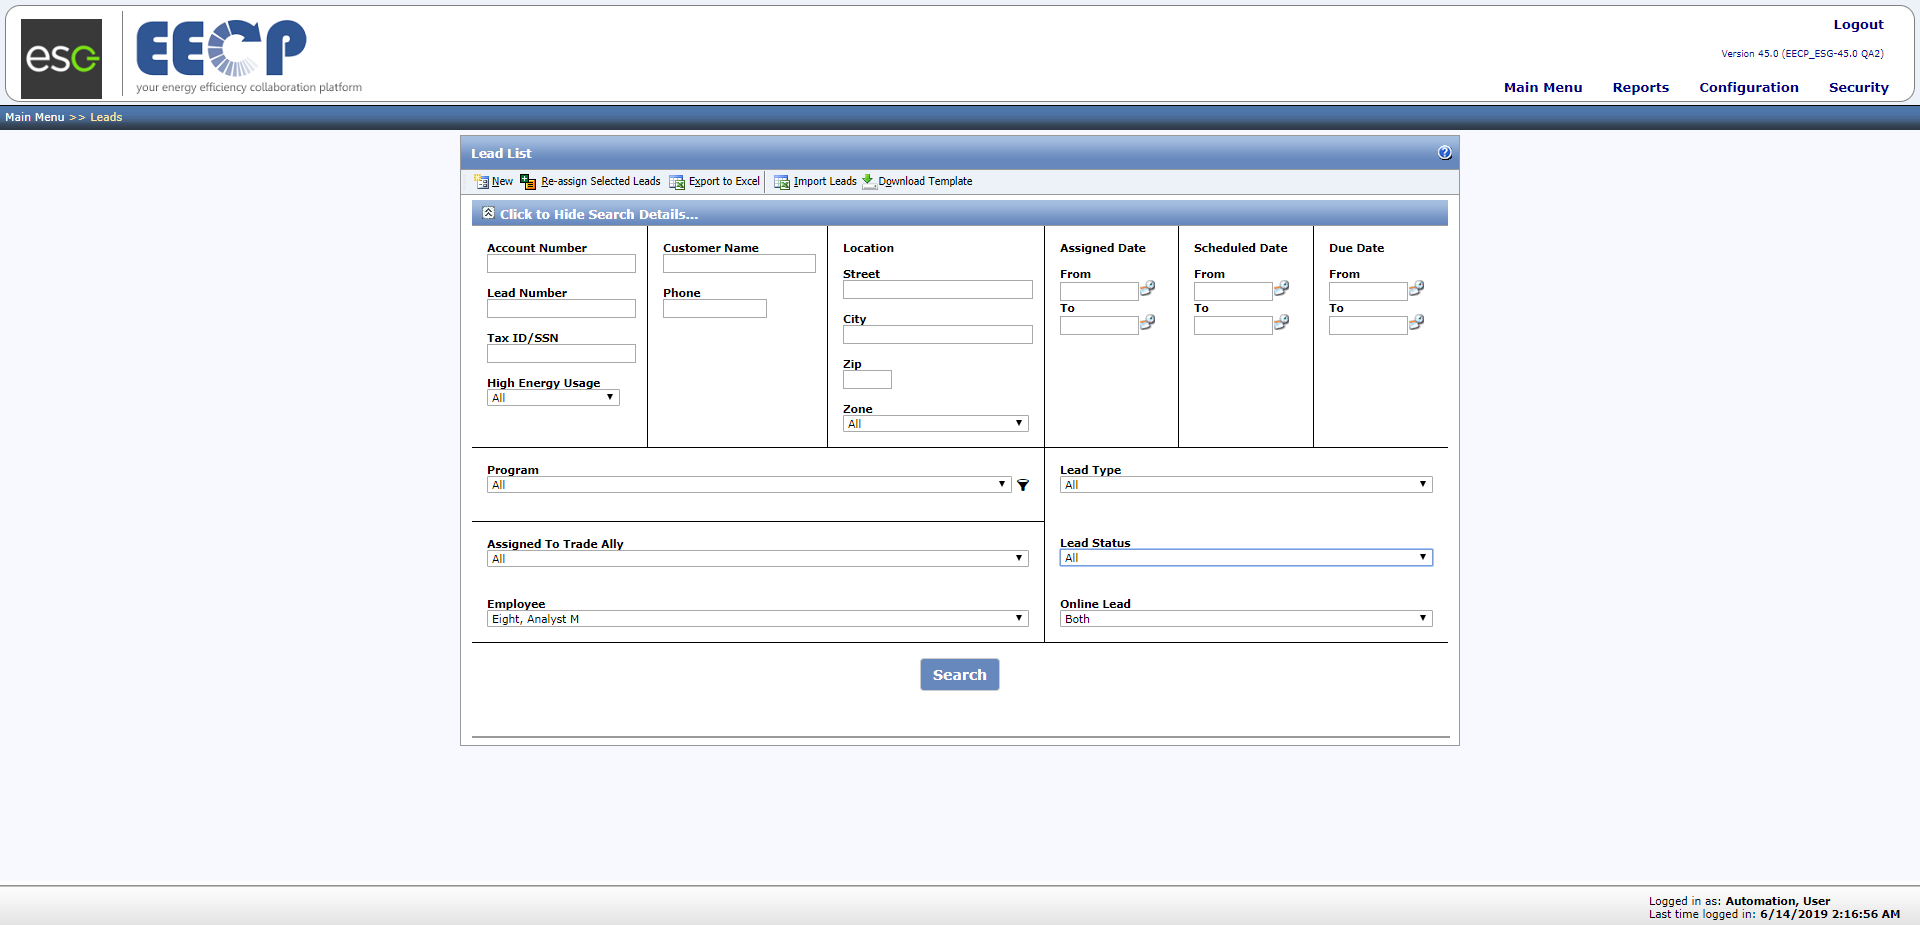 esg
EECP
your energy efficiency collaboration platform
Logout
Version 45.0 (EECP_ESG-45.0 QA2)
Main Menu Reports Configuration Security
Main Menu >> Leads
Lead List
New Re-assign Selected Leads Export to Excel Import Leads Download Template
Click to Hide Search Details...
Account Number
Lead Number
Tax ID/SSN
High Energy Usage
All
Customer Name
Phone
Location
Street
City
Zip
Zone
All
Assigned Date
From
To
Scheduled Date
From
To
Due Date
From
To
Program
All
Lead Type
All
Assigned To Trade Ally
All
Lead Status
All
Employee
Eight, Analyst M
Online Lead
Both
Search
Logged in as: Automation, User
Last time logged in: 6/14/2019 2:16:56 AM